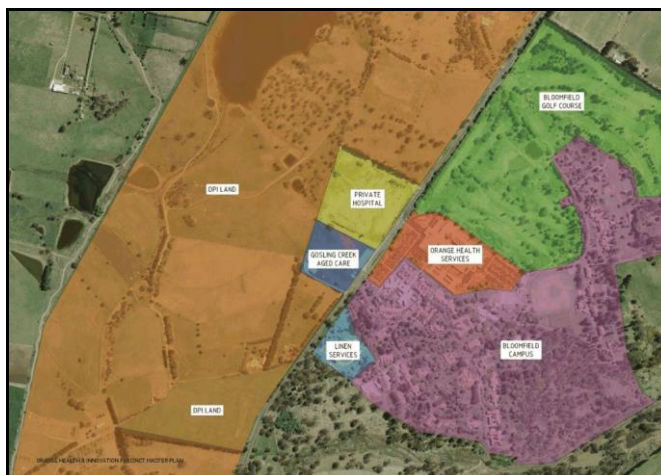 BLOOMFIELD
GOLF COURSE
DPI LAND
PRIVATE
HOSPITAL
GOSLING CREEK
AGED CARE
ORANGE HEALTH
SERVICES
LINEN
SERVICES
BLOOMFIELD
CAMPUS
DPI LAND
ORANGE HEALTH & INNOVATION PRECINCT MASTER PLAN